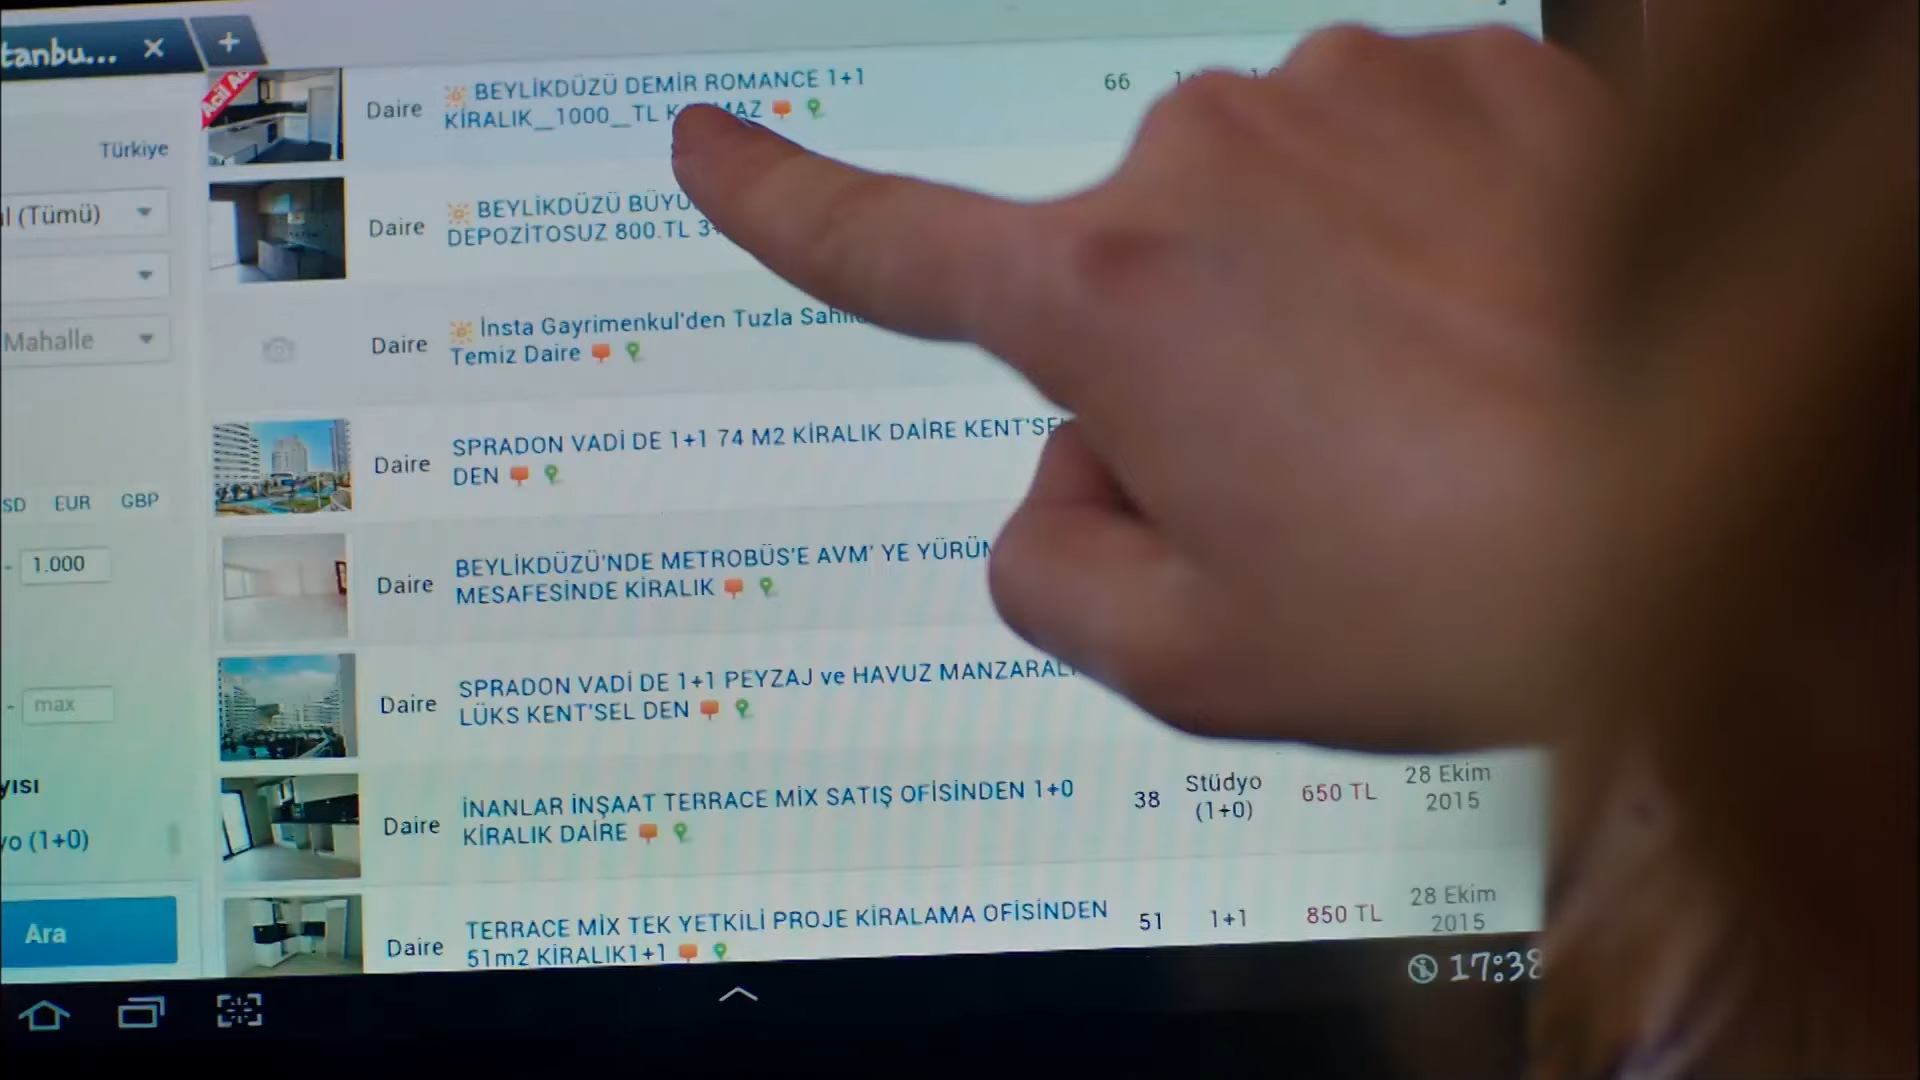 tanbu...
Türkiye
(Tümü)
Mahalle
EUR GBP
- 1.000
- max
(1+0)
Ara
Acil
Daire BEYLİKDÜZÜ DEMİR ROMANCE 1+1 66
KİRALIK__1000__TL
Daire BEYLİKDÜZÜ
DEPOZİTOSUZ 800.TL
Daire İnsta Gayrimenkul'den Tuzla
Temiz Daire
Daire SPRADON VADİ DE 1+1 74 M2 KİRALIK DAİRE
DEN
Daire BEYLİKDÜZÜ'NDE METROBÜS'E AVM' YE
MESAFESİNDE KİRALIK
Daire SPRADON VADİ DE 1+1 PEYZAJ ve HAVUZ
LÜKS KENT'SEL DEN
Daire İNANLAR İNŞAAT TERRACE MİX SATIŞ OFİSİNDEN 1+0
KİRALIK DAİRE
38
Stüdyo
(1+0)
650 TL
28 Ekim
2015
Daire TERRACE MİX TEK YETKİLİ PROJE KİRALAMA OFİSİNDEN
51m2 KİRALIK1+1
51
1+1
850 TL
28 Ekim
2015
17:38